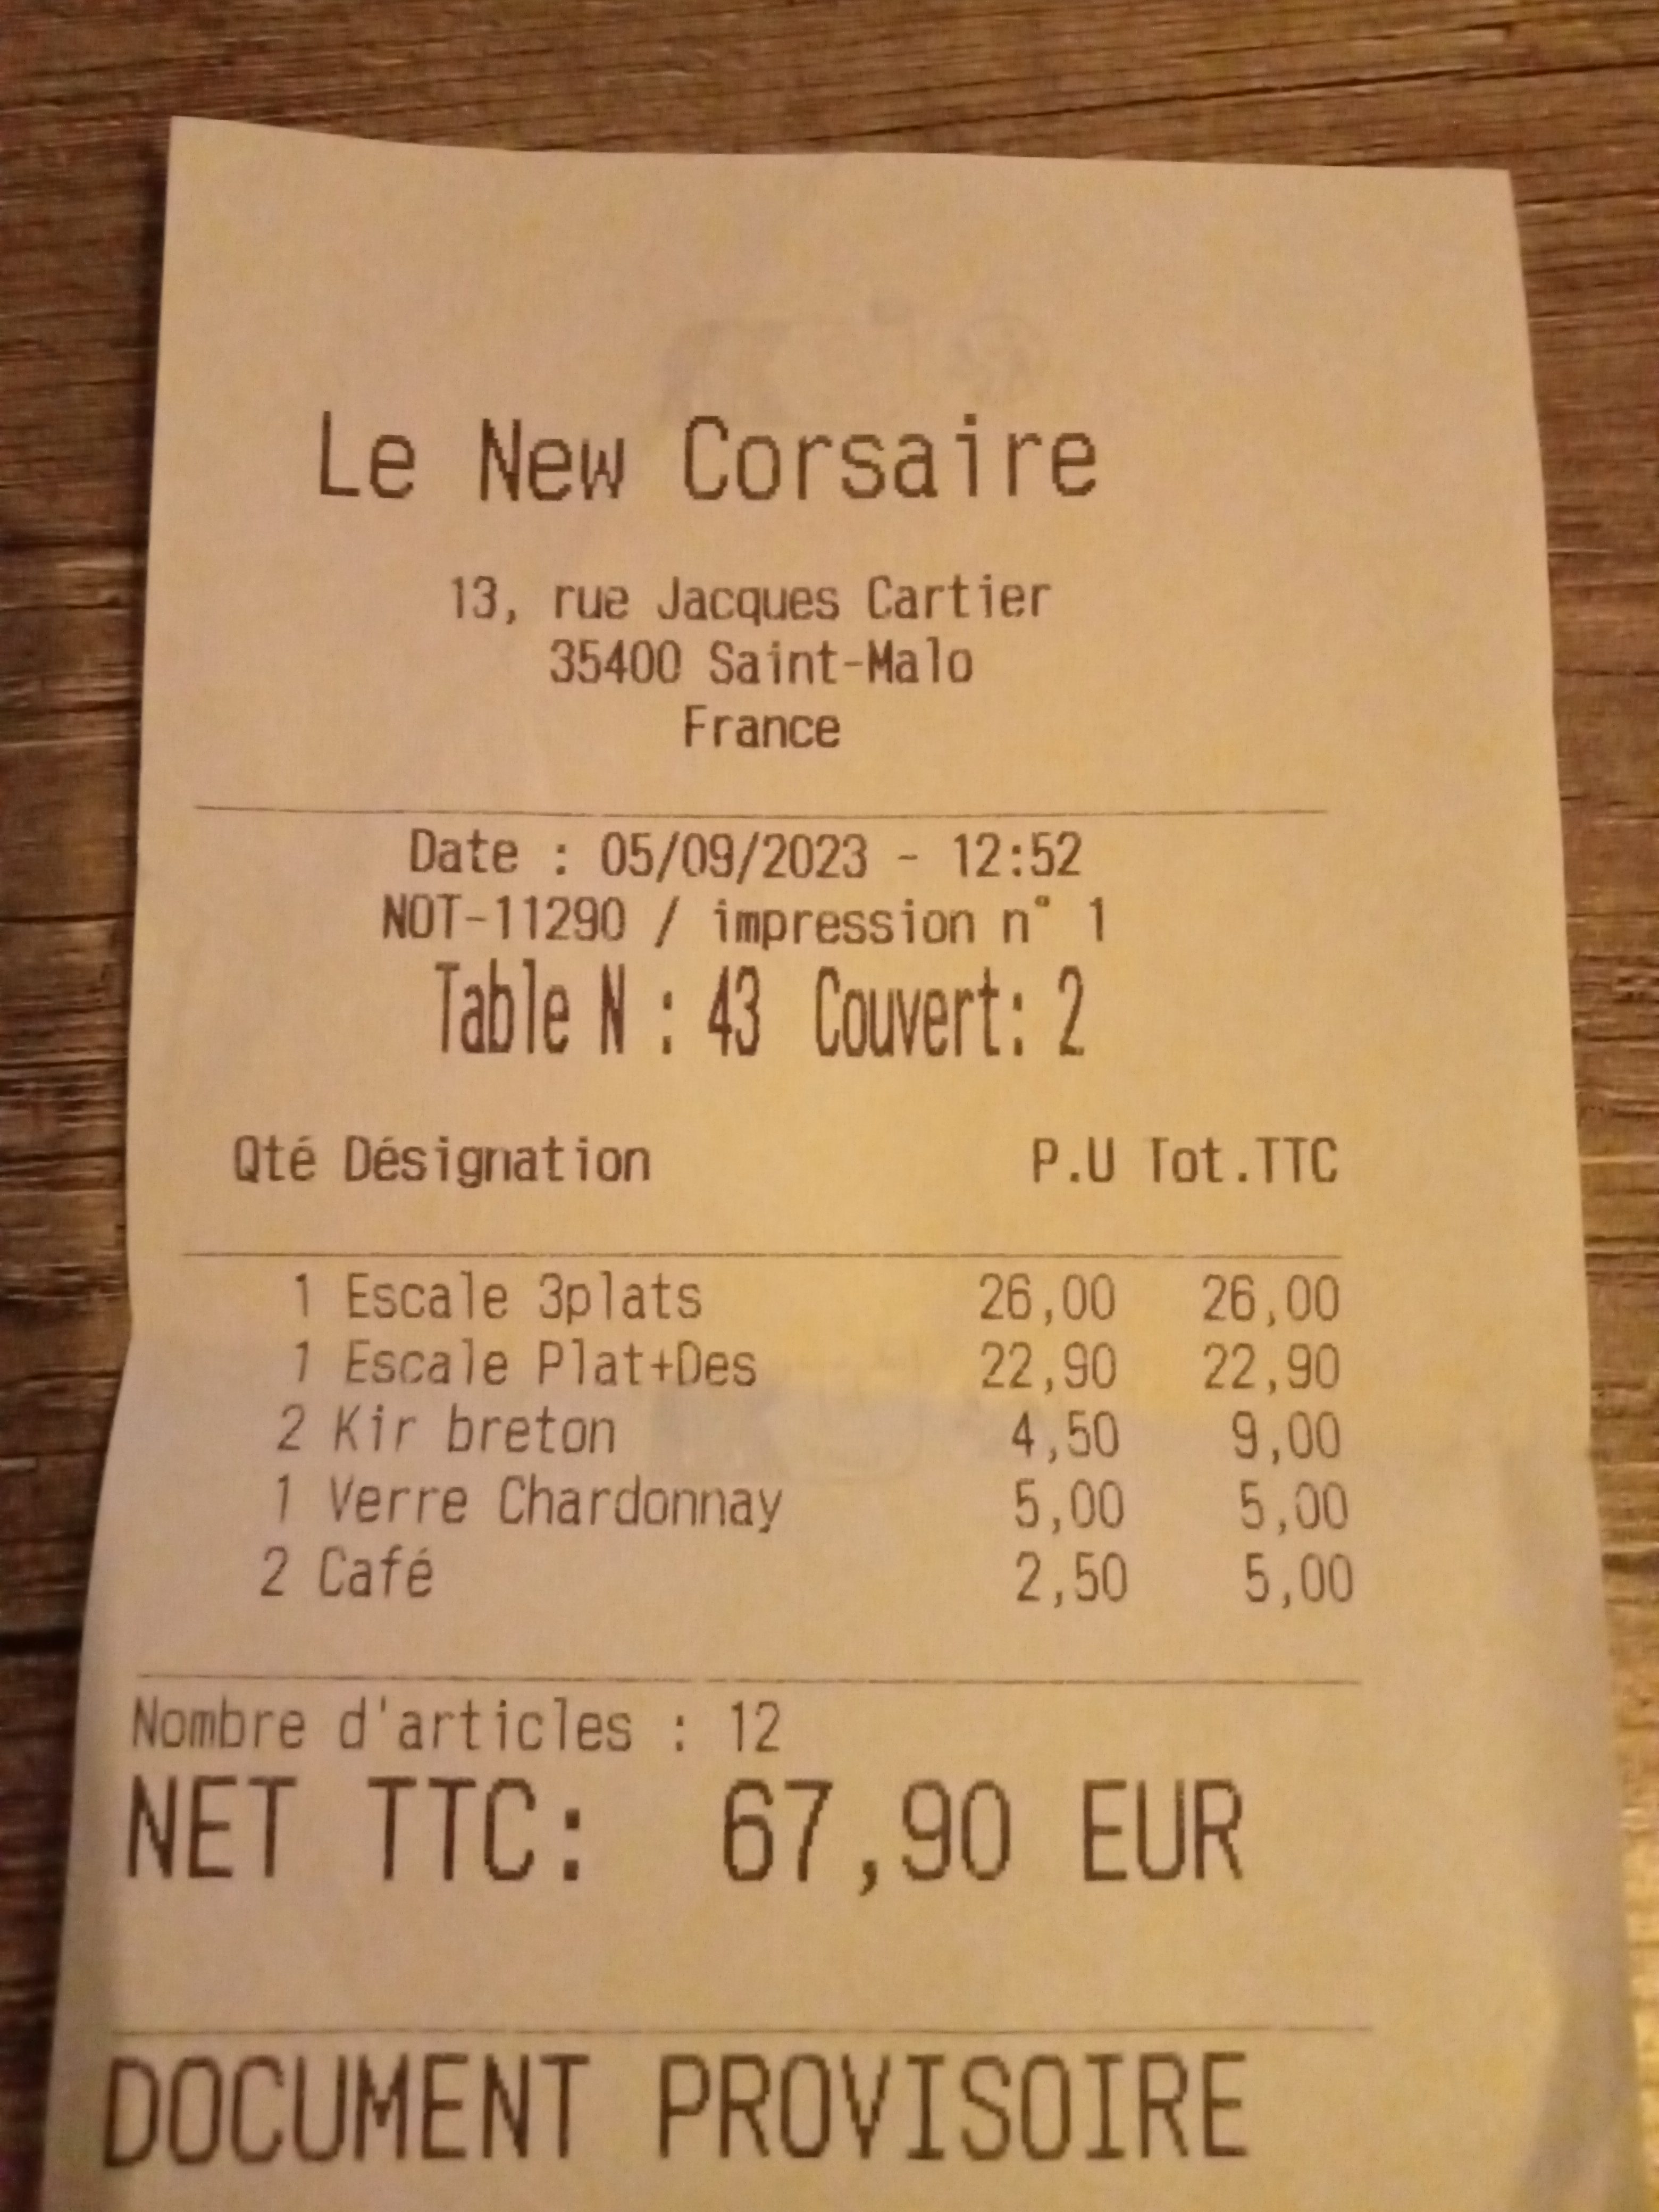 Le New Corsaire
13, rue Jacques Cartier
35400 Saint-Malo
France
Date : 05/09/2023 - 12:52
NOT-11290 / impression n° 1
Table N : 43 Couvert: 2
Qté Désignation P.U Tot.TTC
1 Escale 3plats 26,00 26,00
1 Escale Plat+Des 22,90 22,90
2 Kir breton 4,50 9,00
1 Verre Chardonnay 5,00 5,00
2 Café 2,50 5,00
Nombre d'articles : 12
NET TTC: 67,90 EUR
DOCUMENT PROVISOIRE